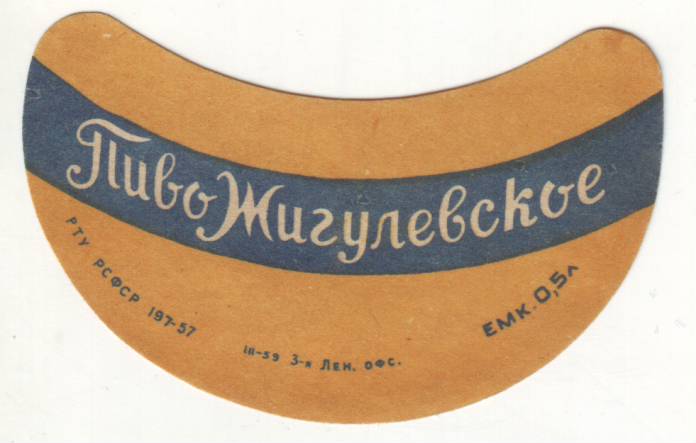 Пиво Жигулевское
РТУ РСФСР 197-57
III-59 3-я Лен. офс.
Емк. 0,5л